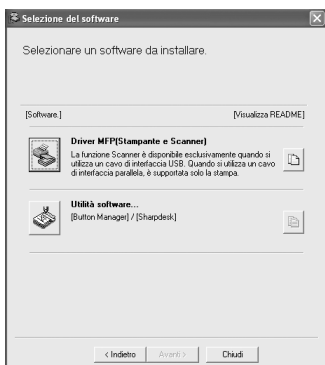 Selezione del software
Selezionare un software da installare.
[Software.] [Visualizza README]
Driver MFP(Stampante e Scanner)
La funzione Scanner è disponibile esclusivamente quando si
utilizza un cavo di interfaccia USB. Quando si utilizza un cavo
di interfaccia parallela, è supportata solo la stampa.
Utilità software...
[Button Manager] / [Sharpdesk]
< Indietro Avanti > Chiudi